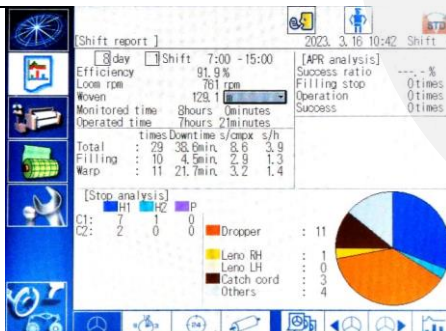 [Shift report ]
2023. 3.16 10:42 Shift
8 day 1 Shift 7:00 - 15:00
Efficiency 91.9 %
Loom rpm 761 rpm
Woven 129.1 m
Monitored time 8hours 0minutes
Operated time 7hours 21minutes
times Downtime s/cmpx s/h
Total : 29 38.6min. 8.6 3.9
Filling : 10 4.5min. 2.9 1.3
Warp : 11 21.7min. 3.2 1.4
[APR analysis]
Success ratio ---.- %
Filling stop 0times
Operation 0times
Success 0times
[Stop analysis]
H1 H2 P
C1: 7 1 0
C2: 2 0 0
Dropper : 11
Leno RH : 1
Leno LH : 0
Catch cord : 3
Others : 4
STOP
24